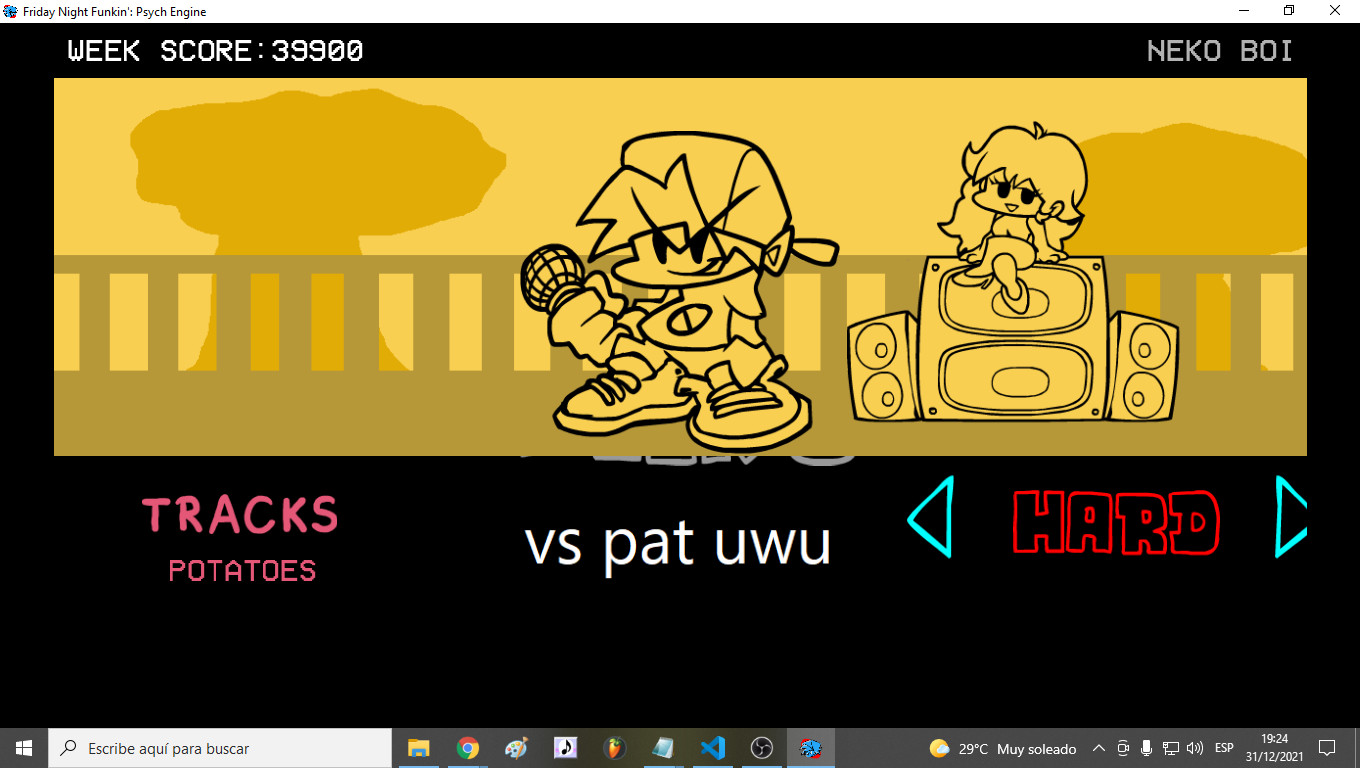 Friday Night Funkin': Psych Engine
WEEK SCORE:39900
NEKO BOI
TRACKS
POTATOES
vs pat uwu
HARD
Escribe aquí para buscar
29°C Muy soleado
ESP
19:24
31/12/2021